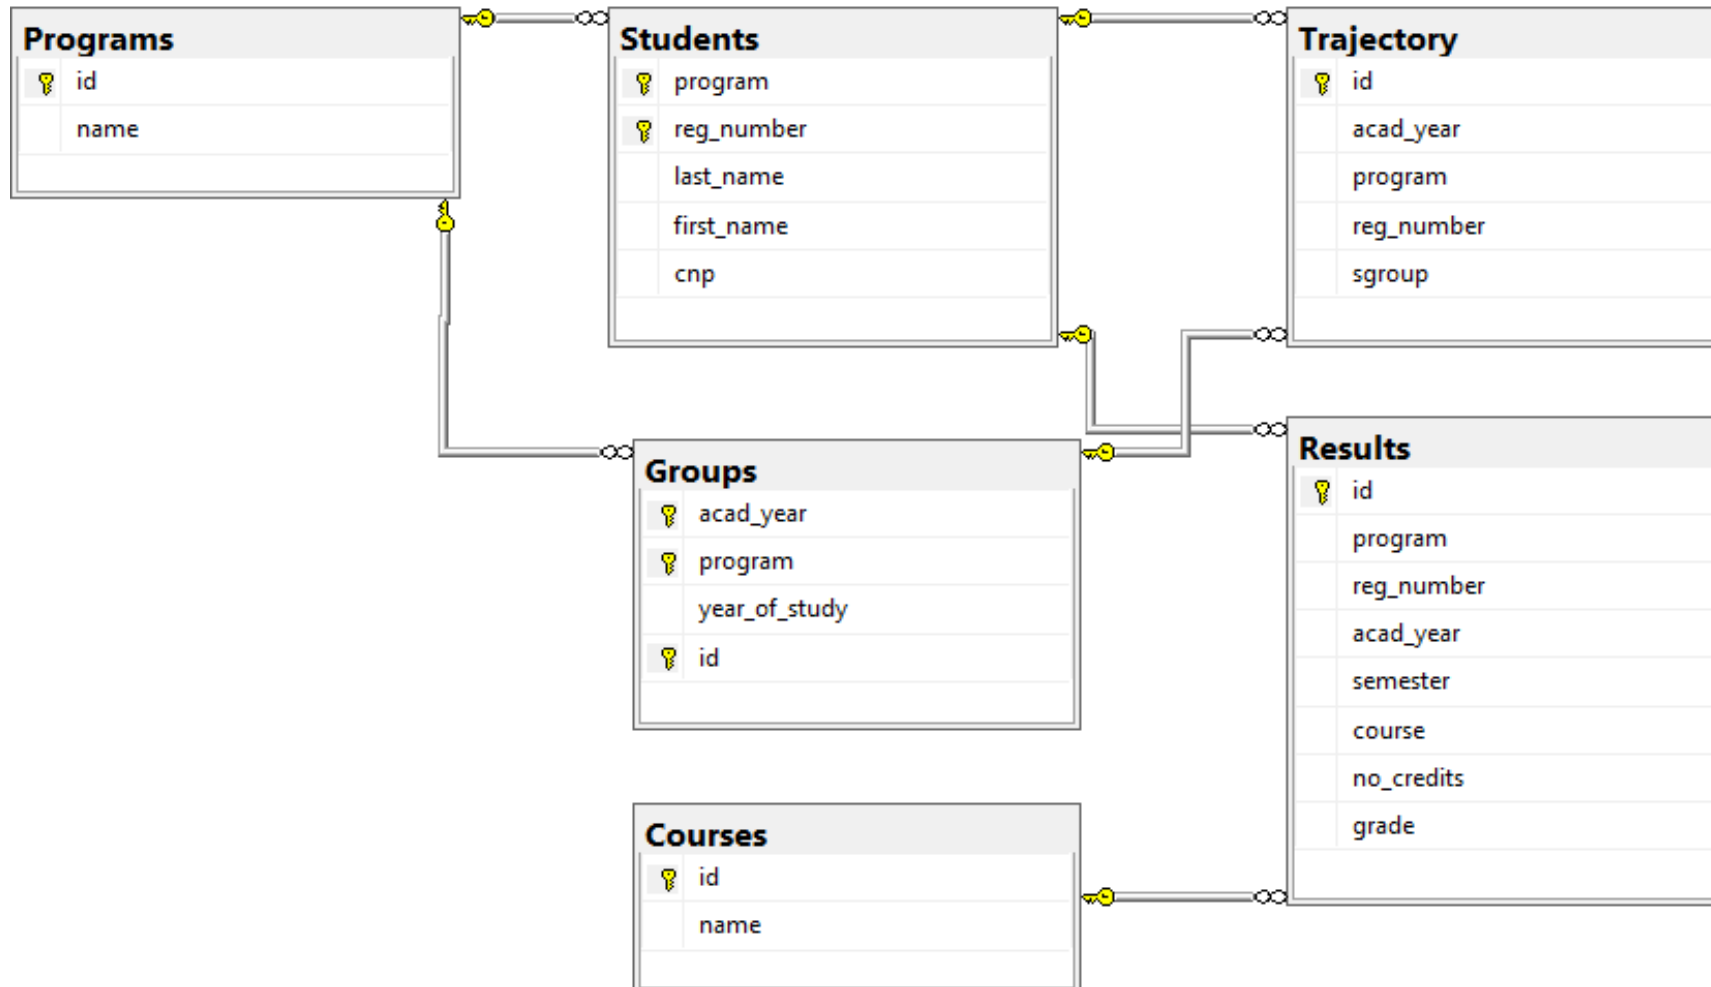 Programs
id
name
Students
program
reg_number
last_name
first_name
cnp
Trajectory
id
acad_year
program
reg_number
sgroup
Groups
acad_year
program
year_of_study
id
Results
id
program
reg_number
acad_year
semester
course
no_credits
grade
Courses
id
name